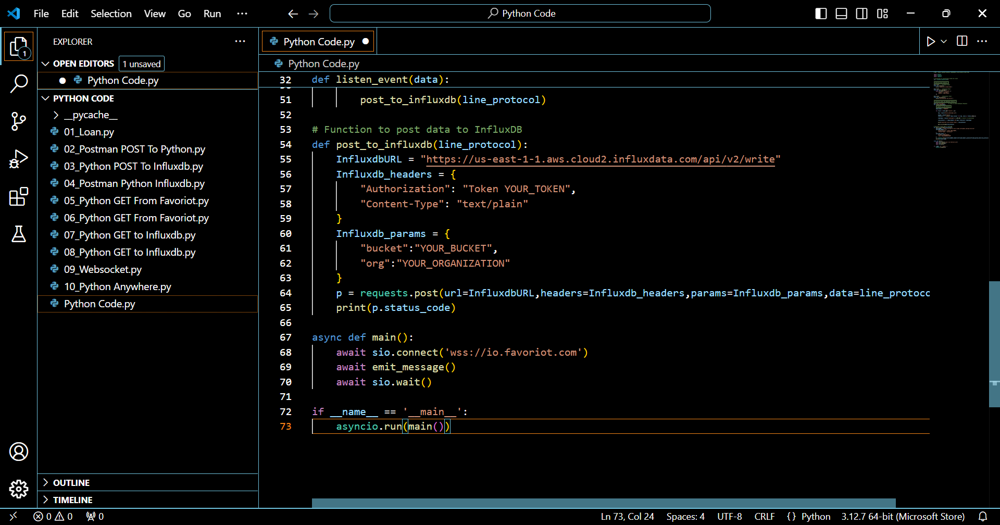 File Edit Selection View Go Run ···
Python Code
EXPLORER ···
1
OPEN EDITORS 1 unsaved
Python Code.py
PYTHON CODE
__pycache__
01_Loan.py
02_Postman POST To Python.py
03_Python POST To Influxdb.py
04_Postman Python Influxdb.py
05_Python GET From Favoriot.py
06_Python GET From Favoriot.py
07_Python GET to Influxdb.py
08_Python GET to Influxdb.py
09_Websocket.py
10_Python Anywhere.py
Python Code.py
OUTLINE
TIMELINE
Python Code.py
Python Code.py
32 def listen_event(data):
51 post_to_influxdb(line_protocol)
52
53 # Function to post data to InfluxDB
54 def post_to_influxdb(line_protocol):
55 InfluxdbURL = "https://us-east-1-1.aws.cloud2.influxdata.com/api/v2/write"
56 Influxdb_headers = {
57 "Authorization": "Token YOUR_TOKEN",
58 "Content-Type": "text/plain"
59 }
60 Influxdb_params = {
61 "bucket":"YOUR_BUCKET",
62 "org":"YOUR_ORGANIZATION"
63 }
64 p = requests.post(url=InfluxdbURL,headers=Influxdb_headers,params=Influxdb_params,data=line_protoco
65 print(p.status_code)
66
67 async def main():
68 await sio.connect('wss://io.favoriot.com')
69 await emit_message()
70 await sio.wait()
71
72 if __name__ == '__main__':
73 asyncio.run(main())
0 0 0
Ln 73, Col 24 Spaces: 4 UTF-8 CRLF {} Python 3.12.7 64-bit (Microsoft Store)